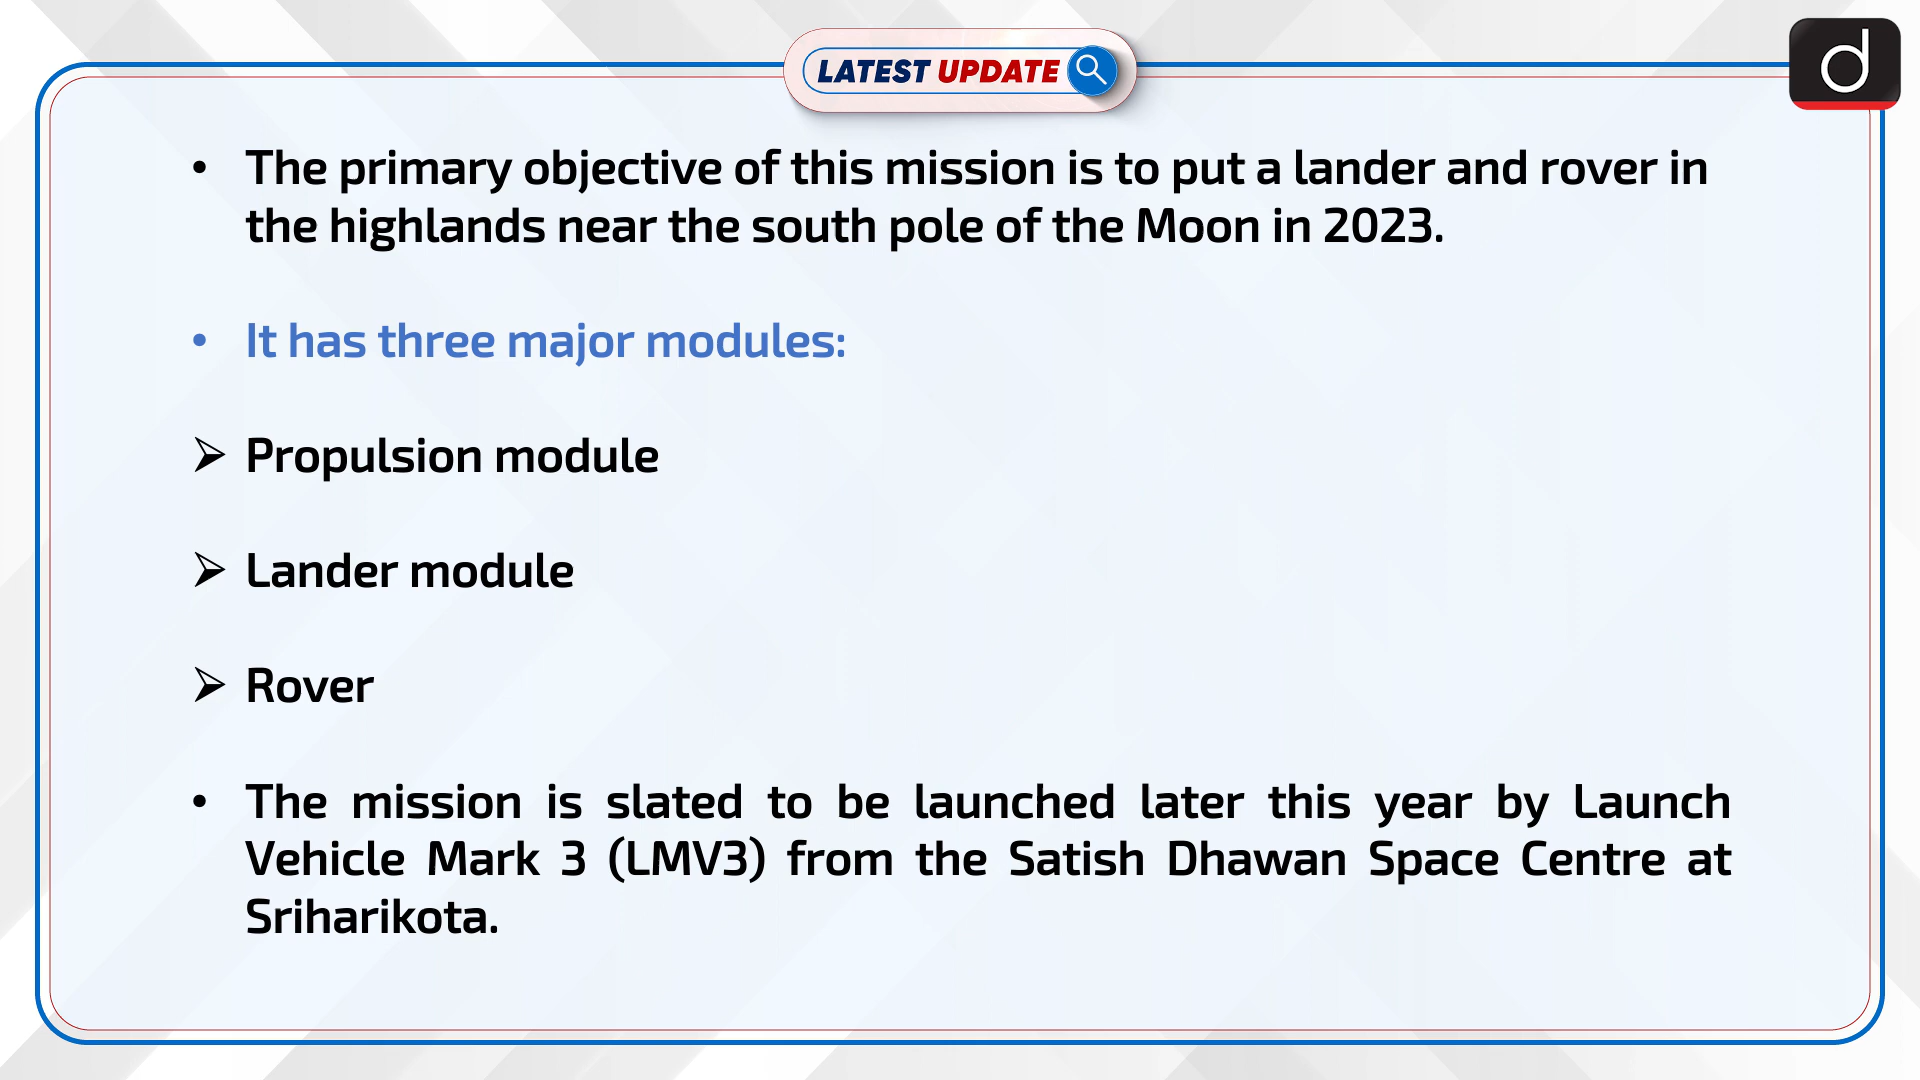 LATEST UPDATE
d
• The primary objective of this mission is to put a lander and rover in
the highlands near the south pole of the Moon in 2023.
• It has three major modules:
➢ Propulsion module
➢ Lander module
➢ Rover
• The mission is slated to be launched later this year by Launch
Vehicle Mark 3 (LMV3) from the Satish Dhawan Space Centre at
Sriharikota.